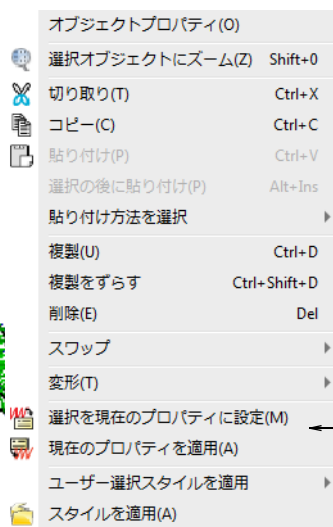 オブジェクトプロパティ(O)
選択オブジェクトにズーム(Z) Shift+0
切り取り(T) Ctrl+X
コピー(C) Ctrl+C
貼り付け(P) Ctrl+V
選択の後に貼り付け(P) Alt+Ins
貼り付け方法を選択
複製(U) Ctrl+D
複製をずらす Ctrl+Shift+D
削除(E) Del
スワップ
変形(T)
選択を現在のプロパティに設定(M)
現在のプロパティを適用(A)
ユーザー選択スタイルを適用
スタイルを適用(A)